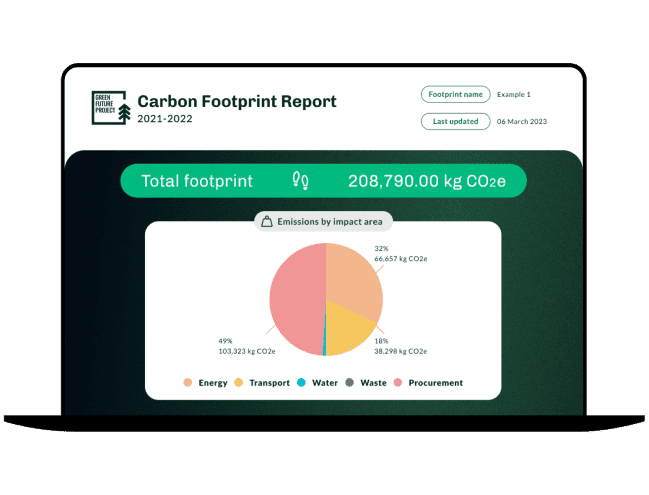 GREEN
FUTURE
PROJECT
Carbon Footprint Report
2021-2022
Footprint name Example 1
Last updated 06 March 2023
Total footprint 208,790.00 kg CO2e
Emissions by impact area
32%
66,657 kg CO2e
49%
103,323 kg CO2e
18%
38,298 kg CO2e
Energy Transport Water Waste Procurement